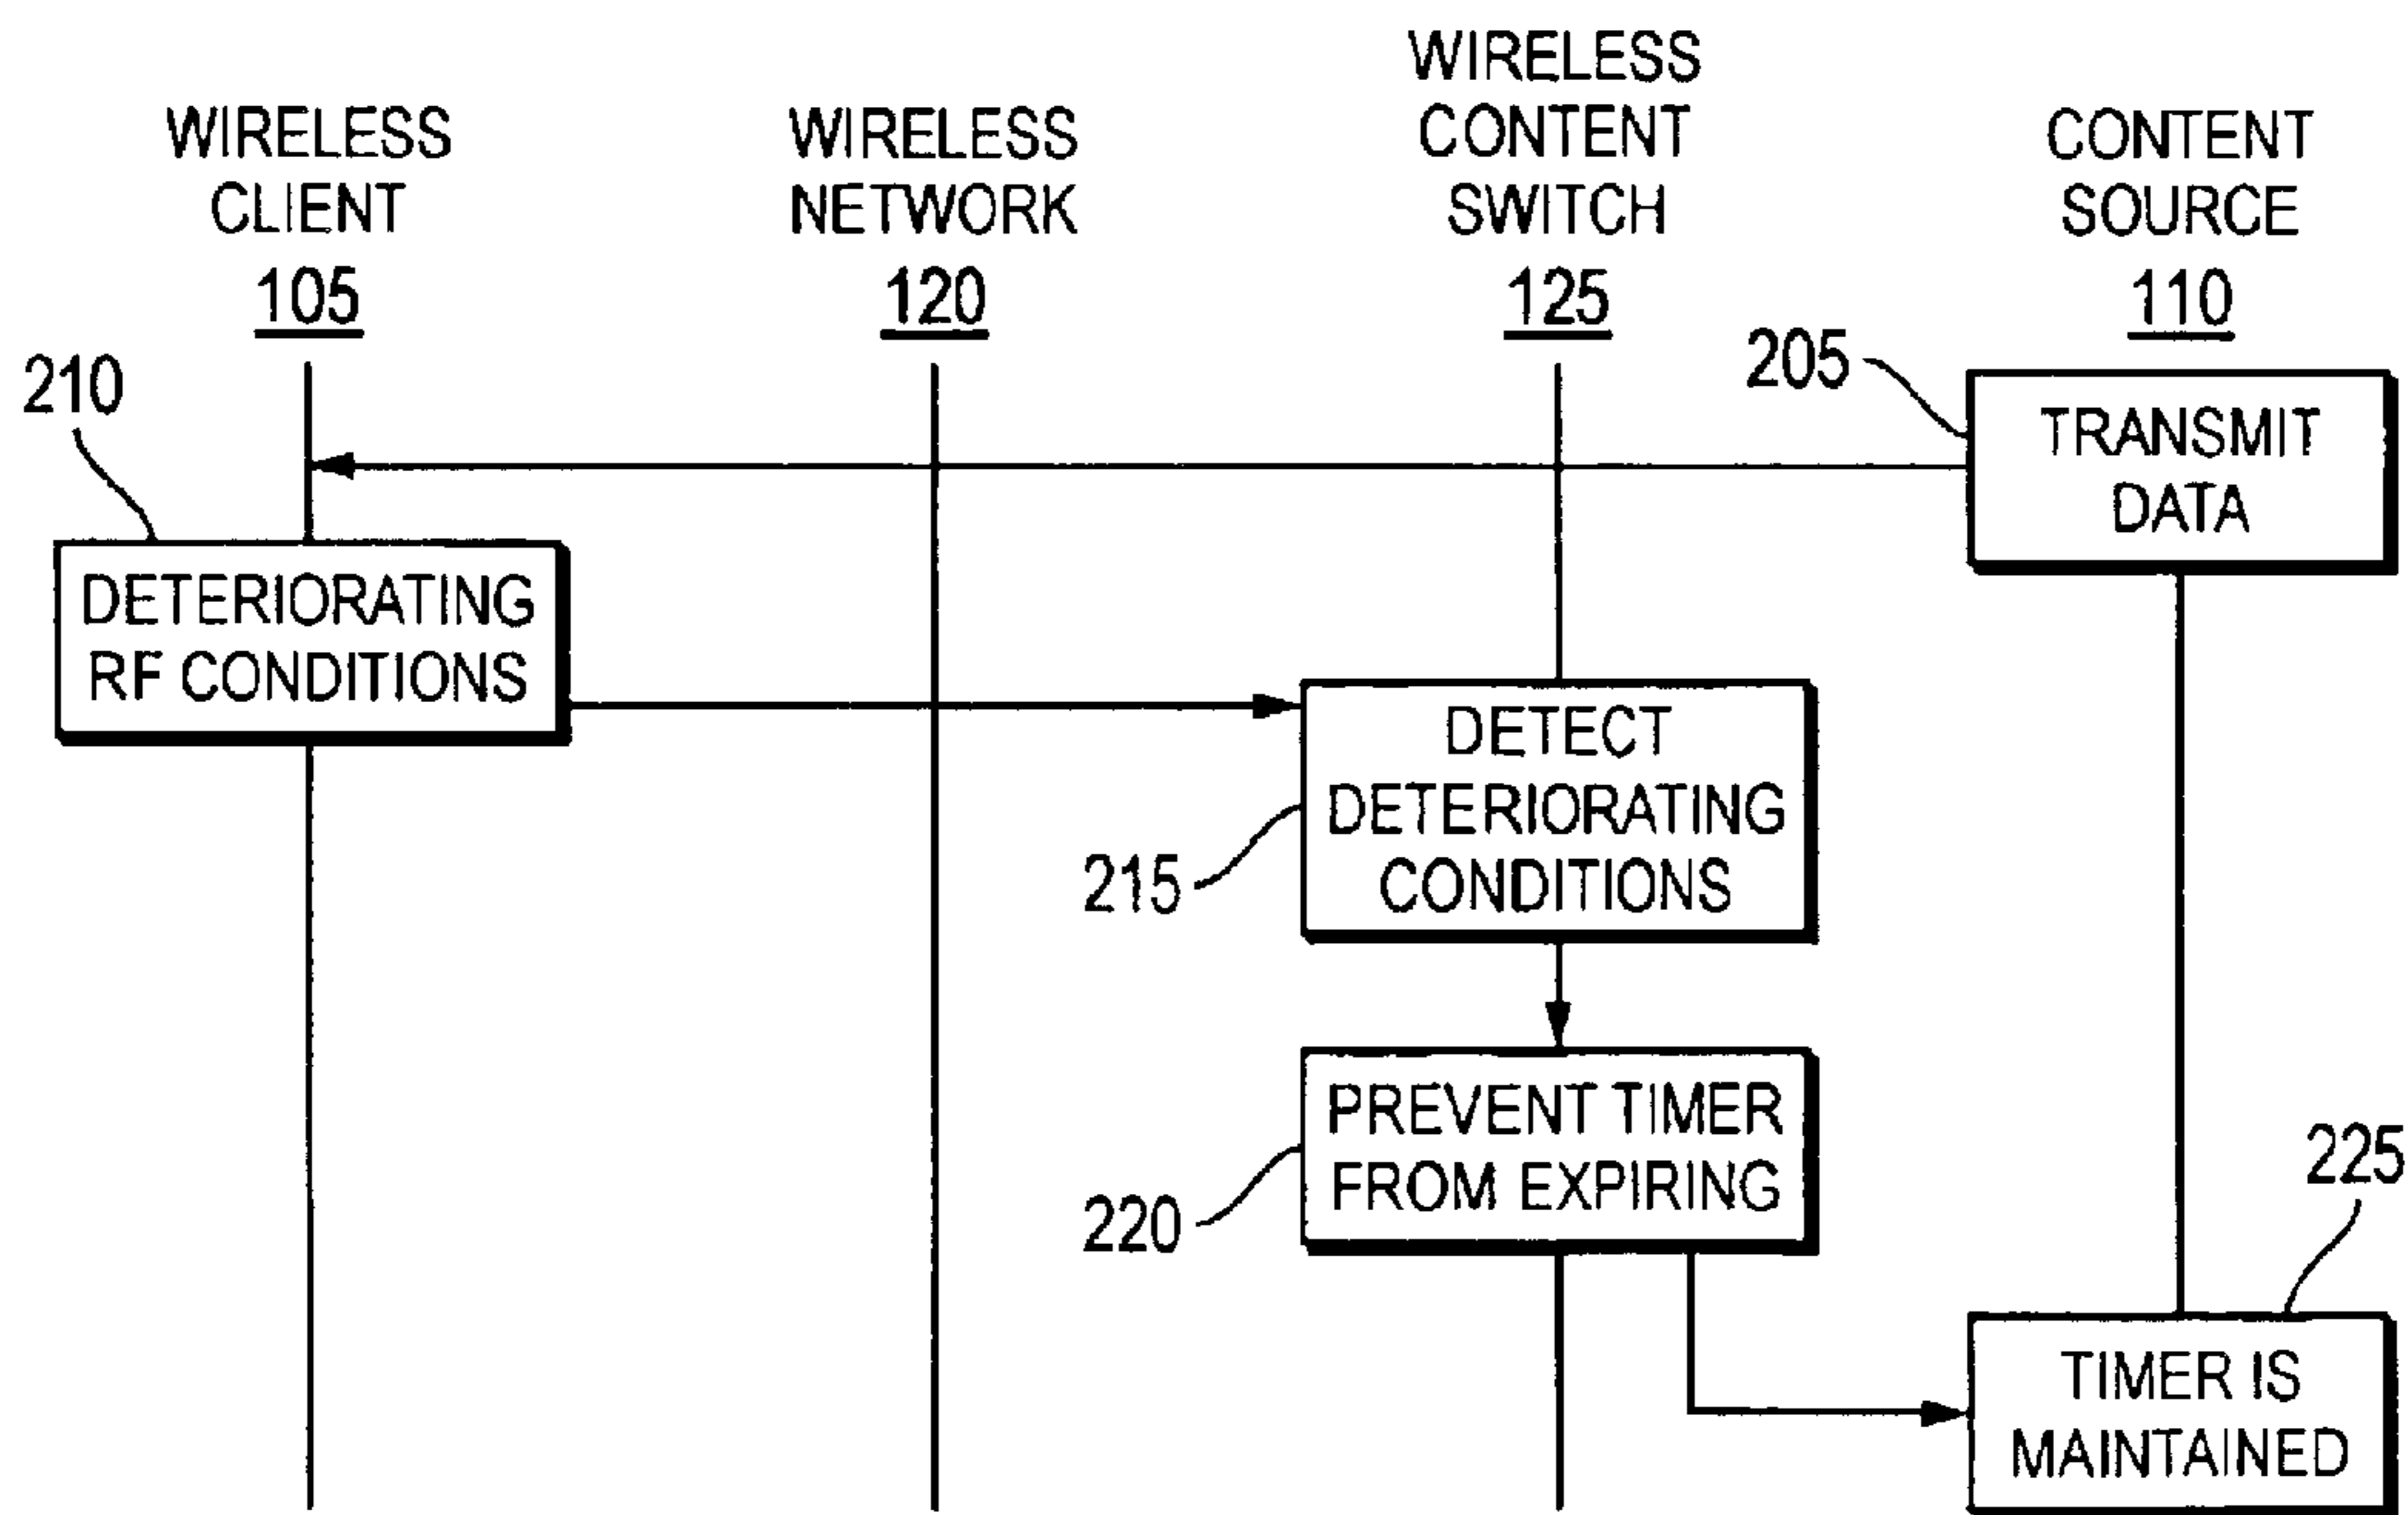 WIRELESS
CLIENT
105
WIRELESS
NETWORK
120
WIRELESS
CONTENT
SWITCH
125
CONTENT
SOURCE
110
205
TRANSMIT
DATA
210
DETERIORATING
RF CONDITIONS
DETECT
DETERIORATING
CONDITIONS
215
PREVENT TIMER
FROM EXPIRING
220
225
TIMER IS
MAINTAINED